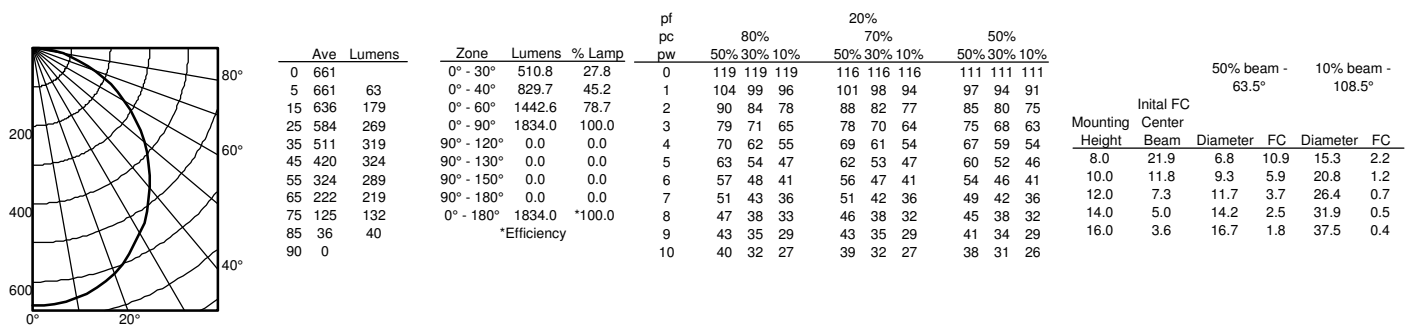 80°
60°
40°
200
400
600
0° 20°
Ave Lumens
0 661
5 661 63
15 636 179
25 584 269
35 511 319
45 420 324
55 324 289
65 222 219
75 125 132
85 36 40
90 0
Zone Lumens % Lamp
0° - 30° 510.8 27.8
0° - 40° 829.7 45.2
0° - 60° 1442.6 78.7
0° - 90° 1834.0 100.0
90° - 120° 0.0 0.0
90° - 130° 0.0 0.0
90° - 150° 0.0 0.0
90° - 180° 0.0 0.0
0° - 180° 1834.0 *100.0
*Efficiency
pf 20%
pc 80% 70% 50%
pw 50% 30% 10% 50% 30% 10% 50% 30% 10%
0 119 119 119 116 116 116 111 111 111
1 104 99 96 101 98 94 97 94 91
2 90 84 78 88 82 77 85 80 75
3 79 71 65 78 70 64 75 68 63
4 70 62 55 69 61 54 67 59 54
5 63 54 47 62 53 47 60 52 46
6 57 48 41 56 47 41 54 46 41
7 51 43 36 51 42 36 49 42 36
8 47 38 33 46 38 32 45 38 32
9 43 35 29 43 35 29 41 34 29
10 40 32 27 39 32 27 38 31 26
50% beam - 10% beam -
63.5° 108.5°
Inital FC
Mounting Center
Height Beam Diameter FC Diameter FC
8.0 21.9 6.8 10.9 15.3 2.2
10.0 11.8 9.3 5.9 20.8 1.2
12.0 7.3 11.7 3.7 26.4 0.7
14.0 5.0 14.2 2.5 31.9 0.5
16.0 3.6 16.7 1.8 37.5 0.4